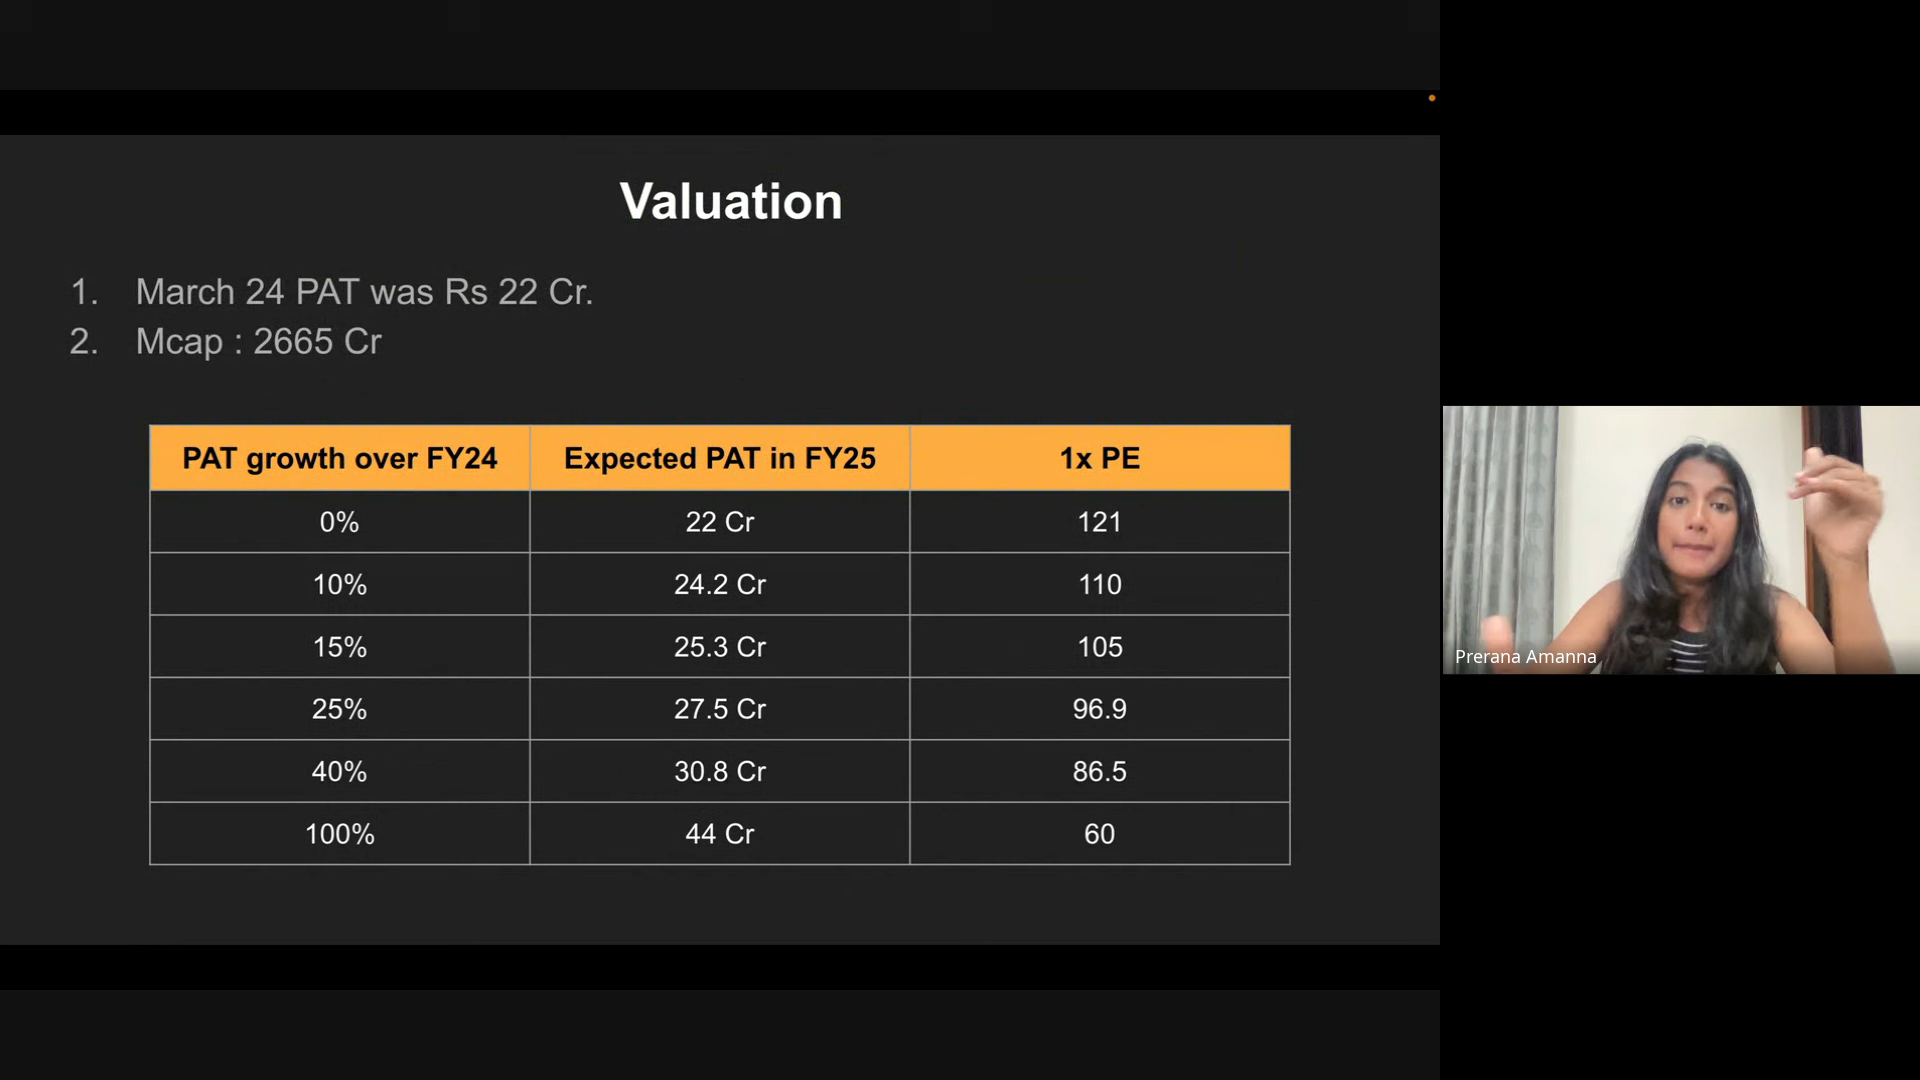 Valuation
1. March 24 PAT was Rs 22 Cr.
2. Mcap : 2665 Cr
PAT growth over FY24 Expected PAT in FY25 1x PE
0% 22 Cr 121
10% 24.2 Cr 110
15% 25.3 Cr 105
25% 27.5 Cr 96.9
40% 30.8 Cr 86.5
100% 44 Cr 60
Prerana Amanna